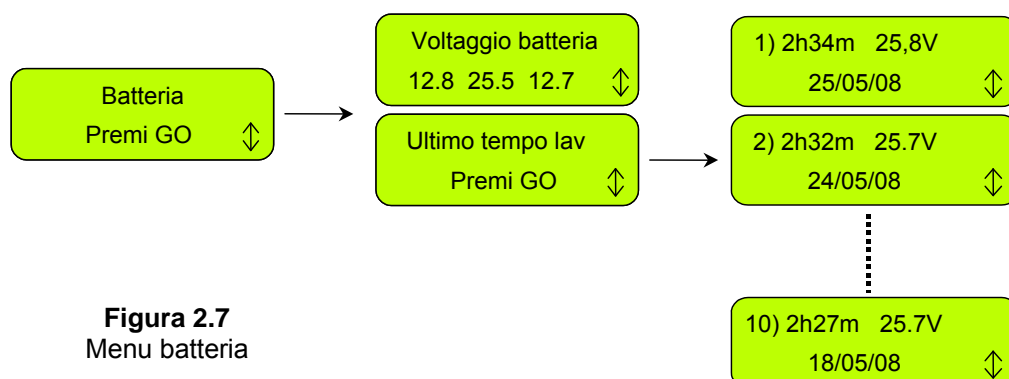 Batteria
Premi GO
Voltaggio batteria
12.8 25.5 12.7
Ultimo tempo lav
Premi GO
1) 2h34m 25,8V
25/05/08
2) 2h32m 25.7V
24/05/08
10) 2h27m 25.7V
18/05/08
Figura 2.7
Menu batteria